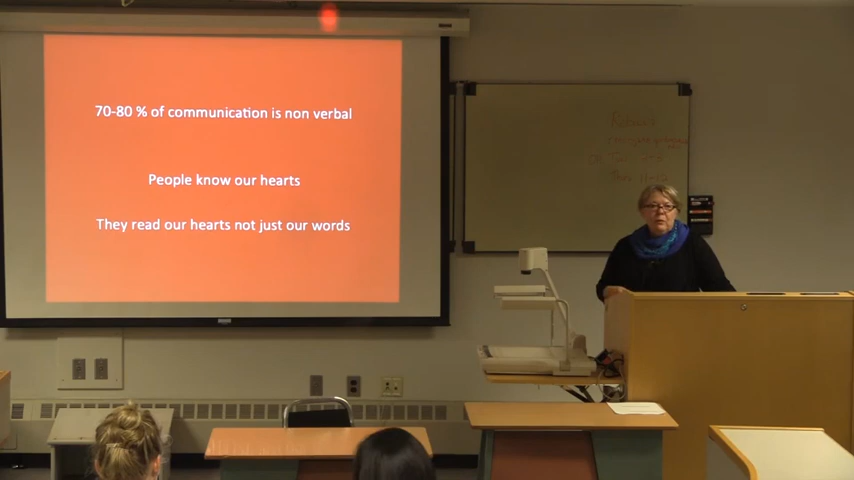 70-80 % of communication is non verbal
People know our hearts
They read our hearts not just our words